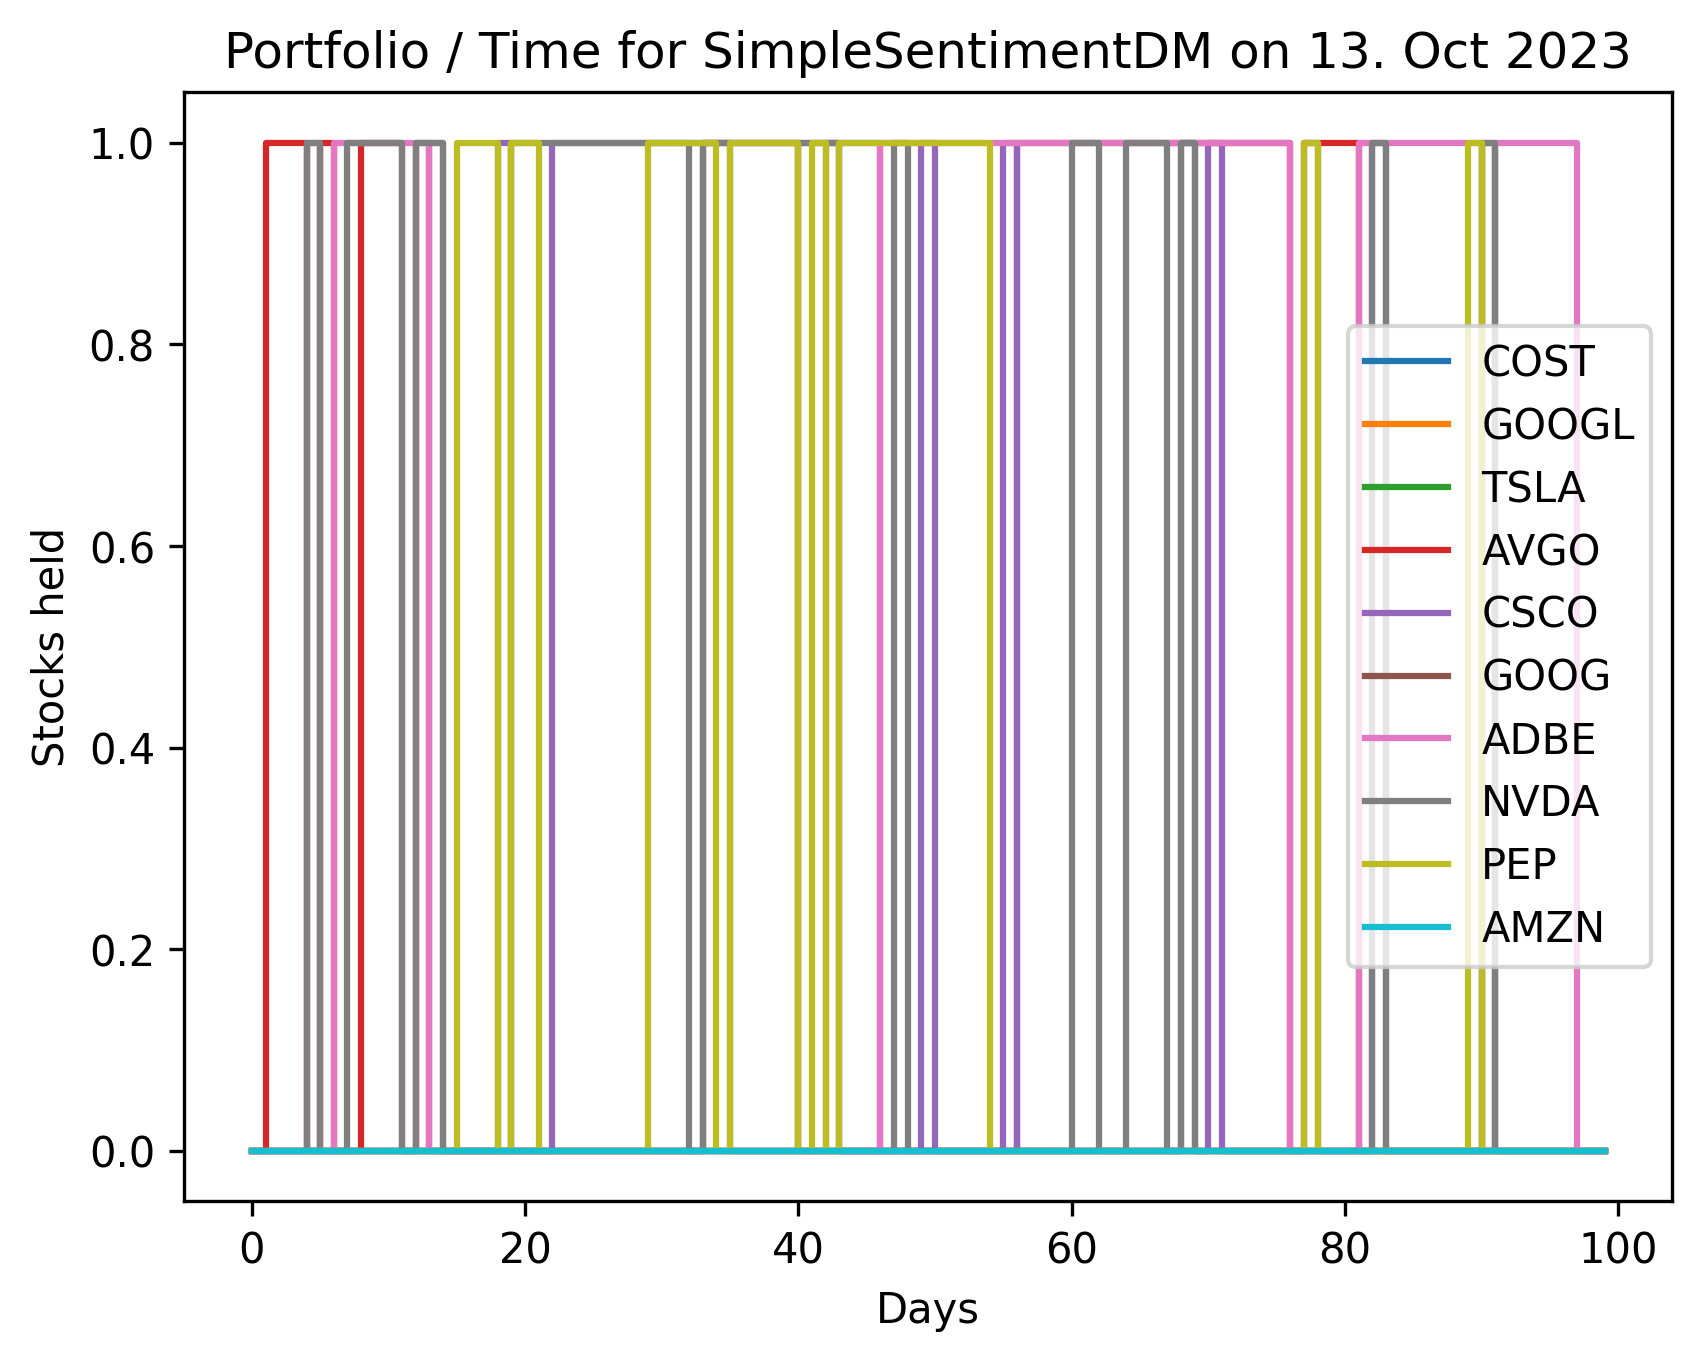 Portfolio / Time for SimpleSentimentDM on 13. Oct 2023
1.0
0.8
0.6
0.4
0.2
0.0
Stocks held
COST
GOOGL
TSLA
AVGO
CSCO
GOOG
ADBE
NVDA
PEP
AMZN
0 20 40 60 80 100
Days